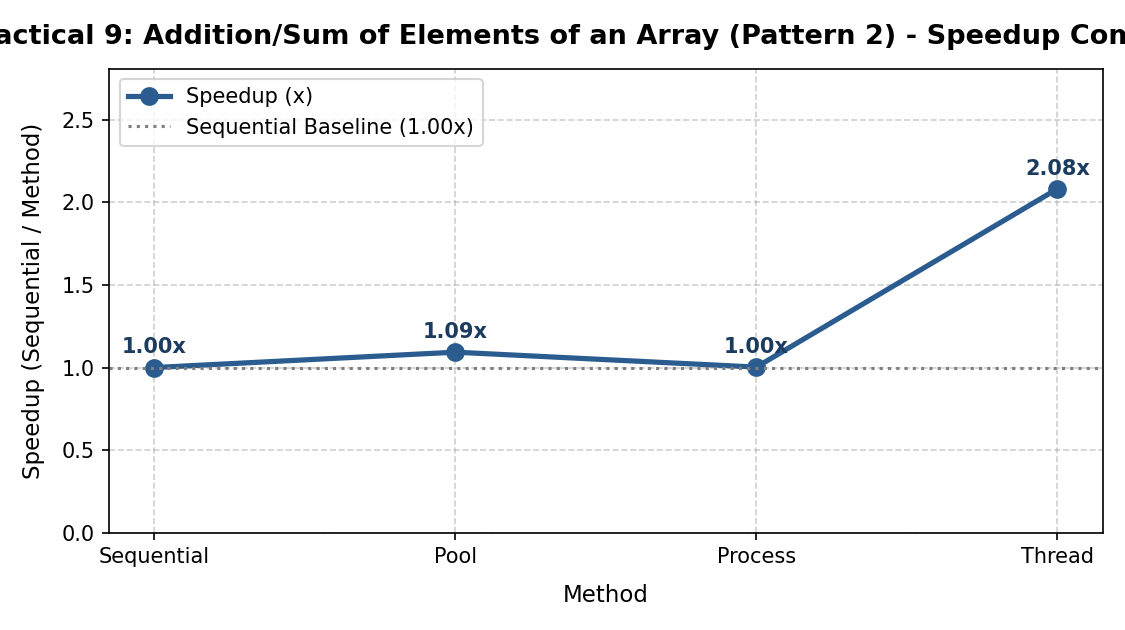 actical 9: Addition/Sum of Elements of an Array (Pattern 2) - Speedup Con
Speedup (x)
Sequential Baseline (1.00x)
Speedup (Sequential / Method)
2.5
2.0
1.5
1.0
0.5
0.0
1.00x
1.09x
1.00x
2.08x
Sequential
Pool
Process
Thread
Method